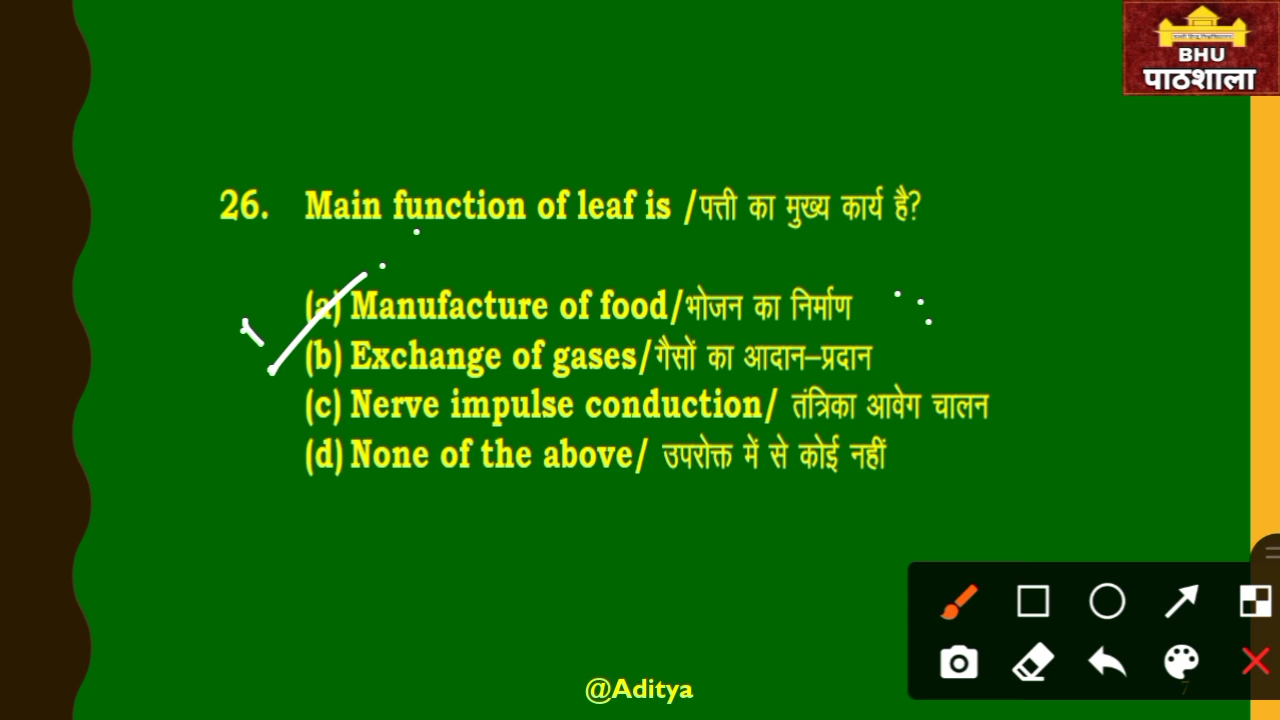 BHU
पाठशाला
26. Main function of leaf is /पत्ती का मुख्य कार्य है?
(a) Manufacture of food/भोजन का निर्माण
(b) Exchange of gases/गैसों का आदान–प्रदान
(c) Nerve impulse conduction/ तंत्रिका आवेग चालन
(d) None of the above/ उपरोक्त में से कोई नहीं
7
@Aditya